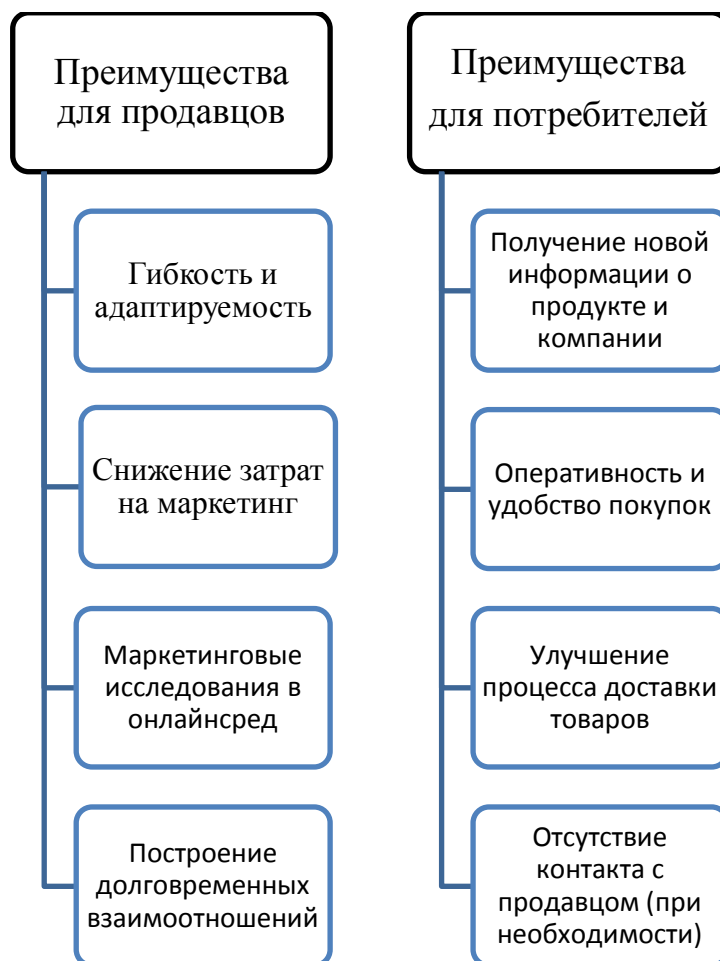 Преимущества
для продавцов
Гибкость и
адаптируемость
Снижение затрат
на маркетинг
Маркетинговые
исследования в
онлайнсред
Построение
долговременных
взаимоотношений
Преимущества
для потребителей
Получение новой
информации о
продукте и
компании
Оперативность и
удобство покупок
Улучшение
процесса доставки
товаров
Отсутствие
контакта с
продавцом (при
необходимости)